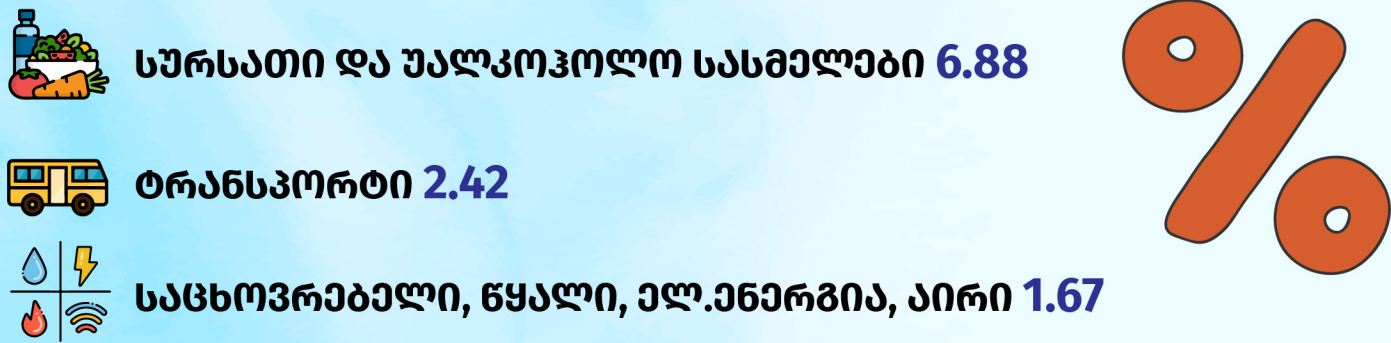 სურსათი და უალკოჰოლო სასმელები 6.88
%
ტრანსპორტი 2.42
საცხოვრებელი, წყალი, ელ.ენერგია, აირი 1.67